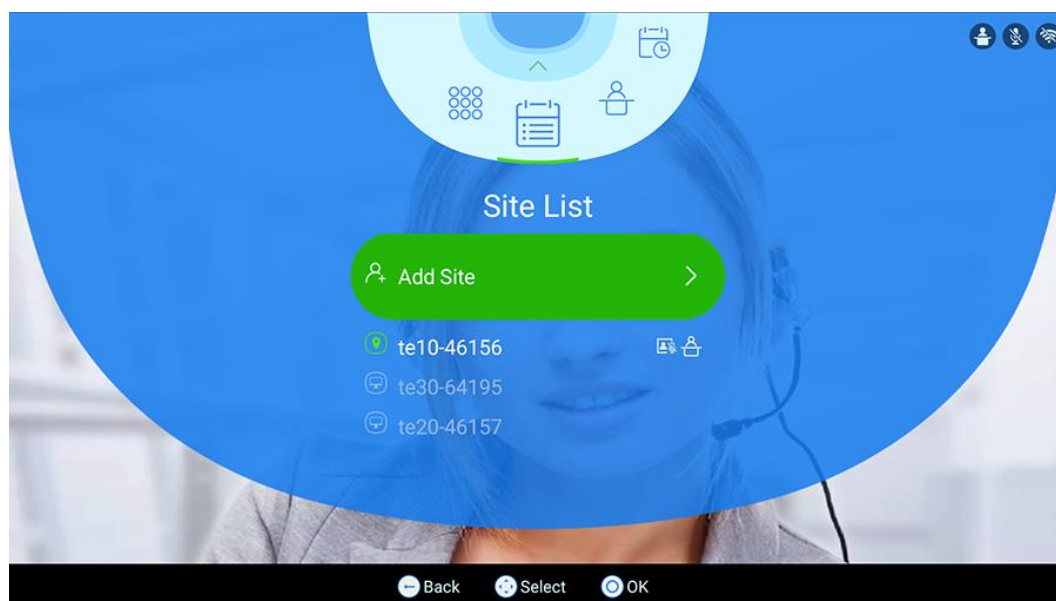 Site List
Add Site
te10-46156
te30-64195
te20-46157
Back Select OK